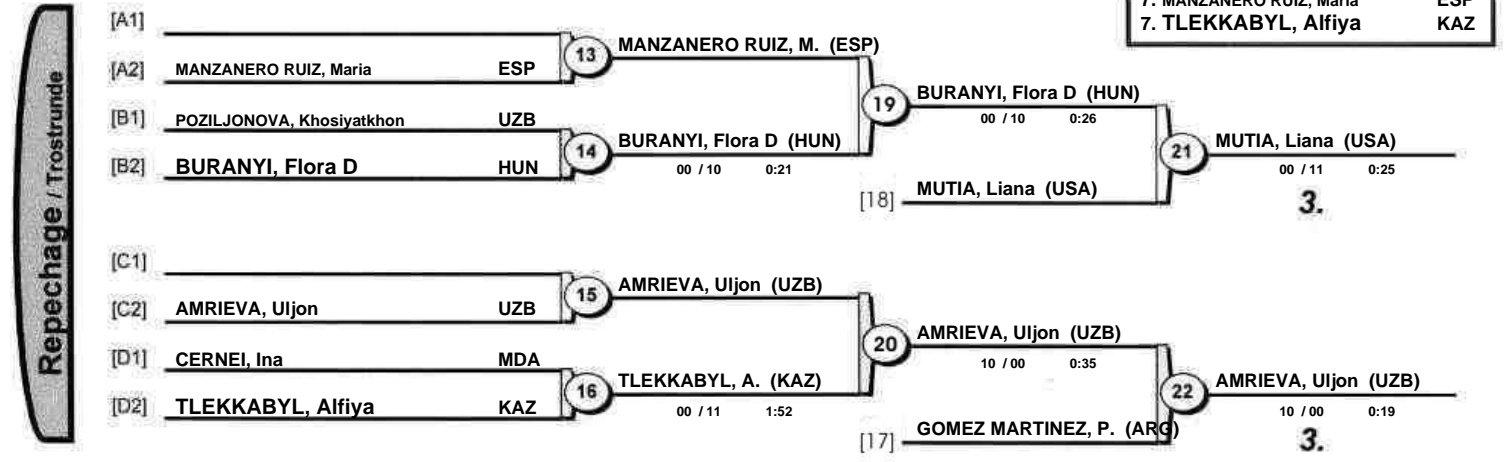 7. MANZANERO RUIZ, Maria ESP
7. TLEKKABYL, Alfiya KAZ
Repechage / Trostrunde
[A1]
[A2] MANZANERO RUIZ, Maria ESP
13 MANZANERO RUIZ, M. (ESP)
[B1] POZILJONOVA, Khosiyatkhon UZB
[B2] BURANYI, Flora D HUN
14 BURANYI, Flora D (HUN)
00 / 10 0:21
19 BURANYI, Flora D (HUN)
00 / 10 0:26
[18] MUTIA, Liana (USA)
21 MUTIA, Liana (USA)
00 / 11 0:25
3.
[C1]
[C2] AMRIEVA, Uljon UZB
15 AMRIEVA, Uljon (UZB)
[D1] CERNEI, Ina MDA
[D2] TLEKKABYL, Alfiya KAZ
16 TLEKKABYL, A. (KAZ)
00 / 11 1:52
20 AMRIEVA, Uljon (UZB)
10 / 00 0:35
[17] GOMEZ MARTINEZ, P. (ARG)
22 AMRIEVA, Uljon (UZB)
10 / 00 0:19
3.